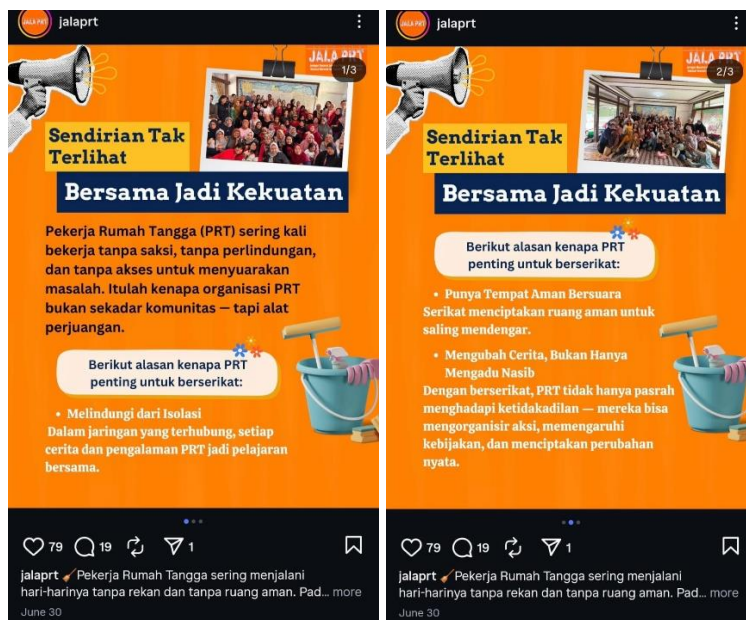 JALA PRT
jalaprt
JALA PRT
1/3
Sendirian Tak
Terlihat
Bersama Jadi Kekuatan
Pekerja Rumah Tangga (PRT) sering kali
bekerja tanpa saksi, tanpa perlindungan,
dan tanpa akses untuk menyuarakan
masalah. Itulah kenapa organisasi PRT
bukan sekadar komunitas — tapi alat
perjuangan.
Berikut alasan kenapa PRT
penting untuk berserikat:
• Melindungi dari Isolasi
Dalam jaringan yang terhubung, setiap
cerita dan pengalaman PRT jadi pelajaran
bersama.
79
19
1
jalaprt 🧹Pekerja Rumah Tangga sering menjalani
hari-harinya tanpa rekan dan tanpa ruang aman. Pad... more
June 30
JALA PRT
jalaprt
JALA PRT
2/3
Sendirian Tak
Terlihat
Bersama Jadi Kekuatan
Berikut alasan kenapa PRT
penting untuk berserikat:
• Punya Tempat Aman Bersuara
Serikat menciptakan ruang aman untuk
saling mendengar.
• Mengubah Cerita, Bukan Hanya
Mengadu Nasib
Dengan berserikat, PRT tidak hanya pasrah
menghadapi ketidakadilan — mereka bisa
mengorganisir aksi, memengaruhi
kebijakan, dan menciptakan perubahan
nyata.
79
19
1
jalaprt 🧹Pekerja Rumah Tangga sering menjalani
hari-harinya tanpa rekan dan tanpa ruang aman. Pad... more
June 30